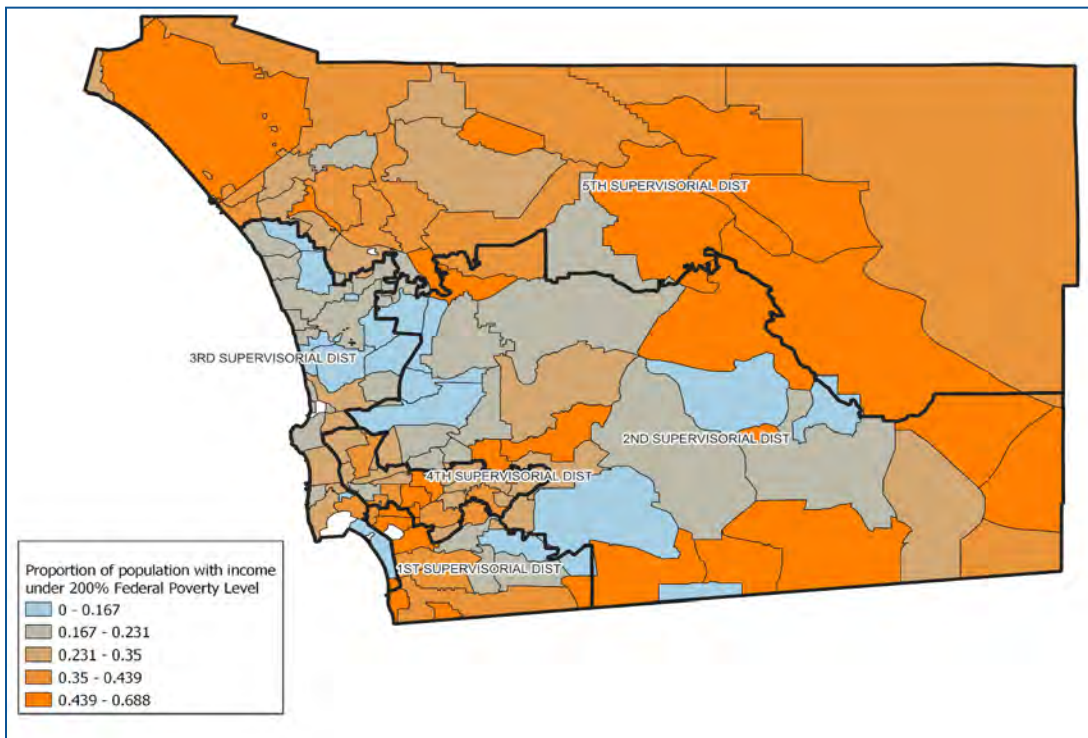 5TH SUPERVISORIAL DIST
3RD SUPERVISORIAL DIST
2ND SUPERVISORIAL DIST
4TH SUPERVISORIAL DIST
1ST SUPERVISORIAL DIST
Proportion of population with income
under 200% Federal Poverty Level
0 - 0.167
0.167 - 0.231
0.231 - 0.35
0.35 - 0.439
0.439 - 0.688